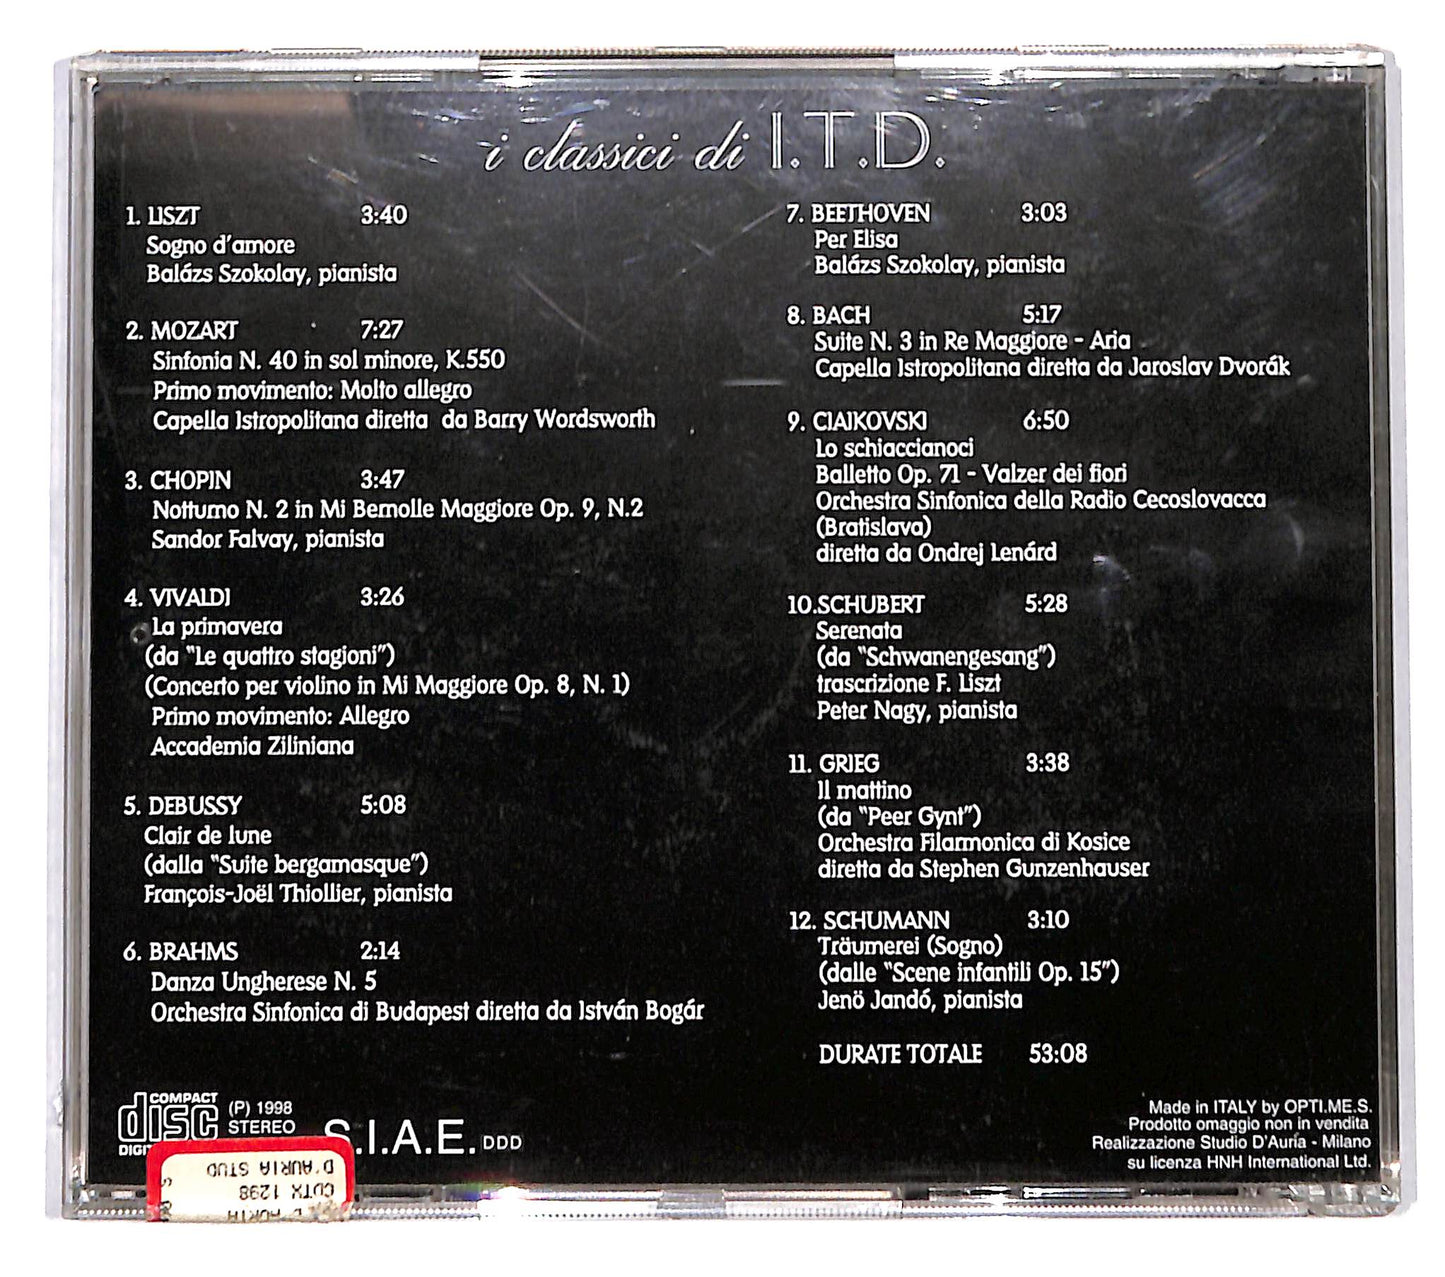 i classici di I.T.D.
1. LISZT 3:40
Sogno d'amore
Balázs Szokolay, pianista
2. MOZART 7:27
Sinfonia N. 40 in sol minore, K.550
Primo movimento: Molto allegro
Capella Istropolitana diretta da Barry Wordsworth
3. CHOPIN 3:47
Notturno N. 2 in Mi Bemolle Maggiore Op. 9, N.2
Sandor Falvay, pianista
4. VIVALDI 3:26
La primavera
(da "Le quattro stagioni")
(Concerto per violino in Mi Maggiore Op. 8, N. 1)
Primo movimento: Allegro
Accademia Ziliniana
5. DEBUSSY 5:08
Clair de lune
(dalla "Suite bergamasque")
François-Joël Thiollier, pianista
6. BRAHMS 2:14
Danza Ungherese N. 5
Orchestra Sinfonica di Budapest diretta da István Bogár
7. BEETHOVEN 3:03
Per Elisa
Balázs Szokolay, pianista
8. BACH 5:17
Suite N. 3 in Re Maggiore - Aria
Capella Istropolitana diretta da Jaroslav Dvorák
9. CIAIKOVSKI 6:50
Lo schiaccianoci
Balletto Op. 71 - Valzer dei fiori
Orchestra Sinfonica della Radio Cecoslovacca
(Bratislava)
diretta da Ondrej Lenárd
10.SCHUBERT 5:28
Serenata
(da "Schwanengesang")
trascrizione F. Liszt
Peter Nagy, pianista
11. GRIEG 3:38
Il mattino
(da "Peer Gynt")
Orchestra Filarmonica di Kosice
diretta da Stephen Gunzenhauser
12. SCHUMANN 3:10
Träumerei (Sogno)
(dalle "Scene infantili Op. 15")
Jenö Jandó, pianista
DURATE TOTALE 53:08
COMPACT
disc
(P) 1998
STEREO
S.I.A.E. DDD
D'AURIA STUD
CDTX 1298
Made in ITALY by OPTI.ME.S.
Prodotto omaggio non in vendita
Realizzazione Studio D'Auria - Milano
su licenza HNH International Ltd.